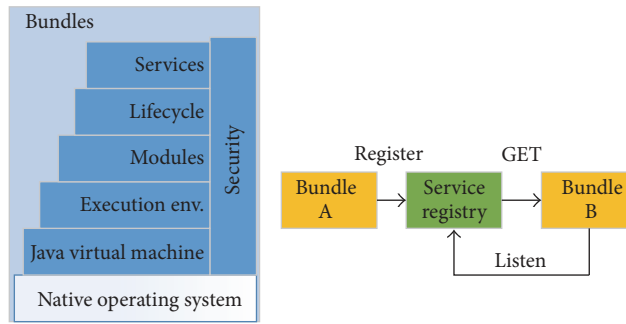 Bundles
Services
Lifecycle
Modules
Execution env.
Java virtual machine
Security
Native operating system
Register
GET
Bundle
A
Service
registry
Bundle
B
Listen